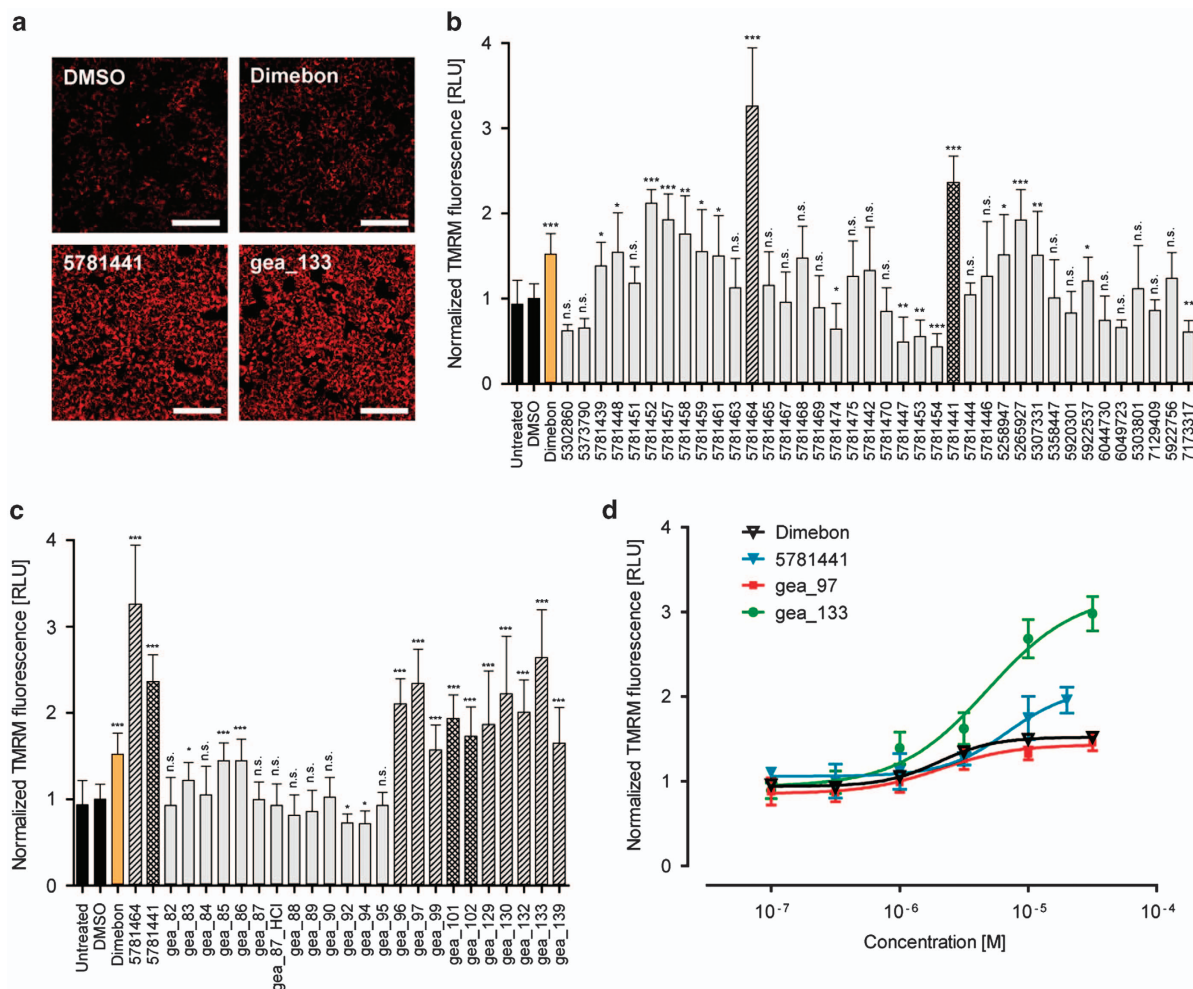 a
DMSO
Dimebon
5781441
gea_133
b
Normalized TMRM fluorescence [RLU]
4
3
2
1
0
*** n.s. n.s. * * n.s. *** *** ** * * n.s. *** n.s. n.s. n.s. n.s. * n.s. n.s. n.s. ** ** *** *** n.s. n.s. * *** ** n.s. n.s. * n.s. n.s. n.s. n.s. n.s. **
Untreated
DMSO
Dimebon
5302860
5373790
5781439
5781448
5781451
5781452
5781457
5781458
5781459
5781461
5781463
5781464
5781465
5781467
5781468
5781469
5781474
5781475
5781442
5781470
5781447
5781453
5781454
5781441
5781444
5781446
5258947
5265927
5307331
5358447
5920301
5922537
6044730
6049723
5303801
7129409
5922756
7173317
c
Normalized TMRM fluorescence [RLU]
4
3
2
1
0
*** *** *** n.s. * n.s. *** *** n.s. n.s. n.s. n.s. n.s. * * n.s. *** *** *** *** *** *** *** *** *** ***
Untreated
DMSO
Dimebon
5781464
5781441
gea_82
gea_83
gea_84
gea_85
gea_86
gea_87
gea_87_HCl
gea_88
gea_89
gea_90
gea_92
gea_94
gea_95
gea_96
gea_97
gea_99
gea_101
gea_102
gea_129
gea_130
gea_132
gea_133
gea_139
d
Normalized TMRM fluorescence [RLU]
4
3
2
1
0
Dimebon
5781441
gea_97
gea_133
10⁻⁷
10⁻⁶
10⁻⁵
10⁻⁴
Concentration [M]